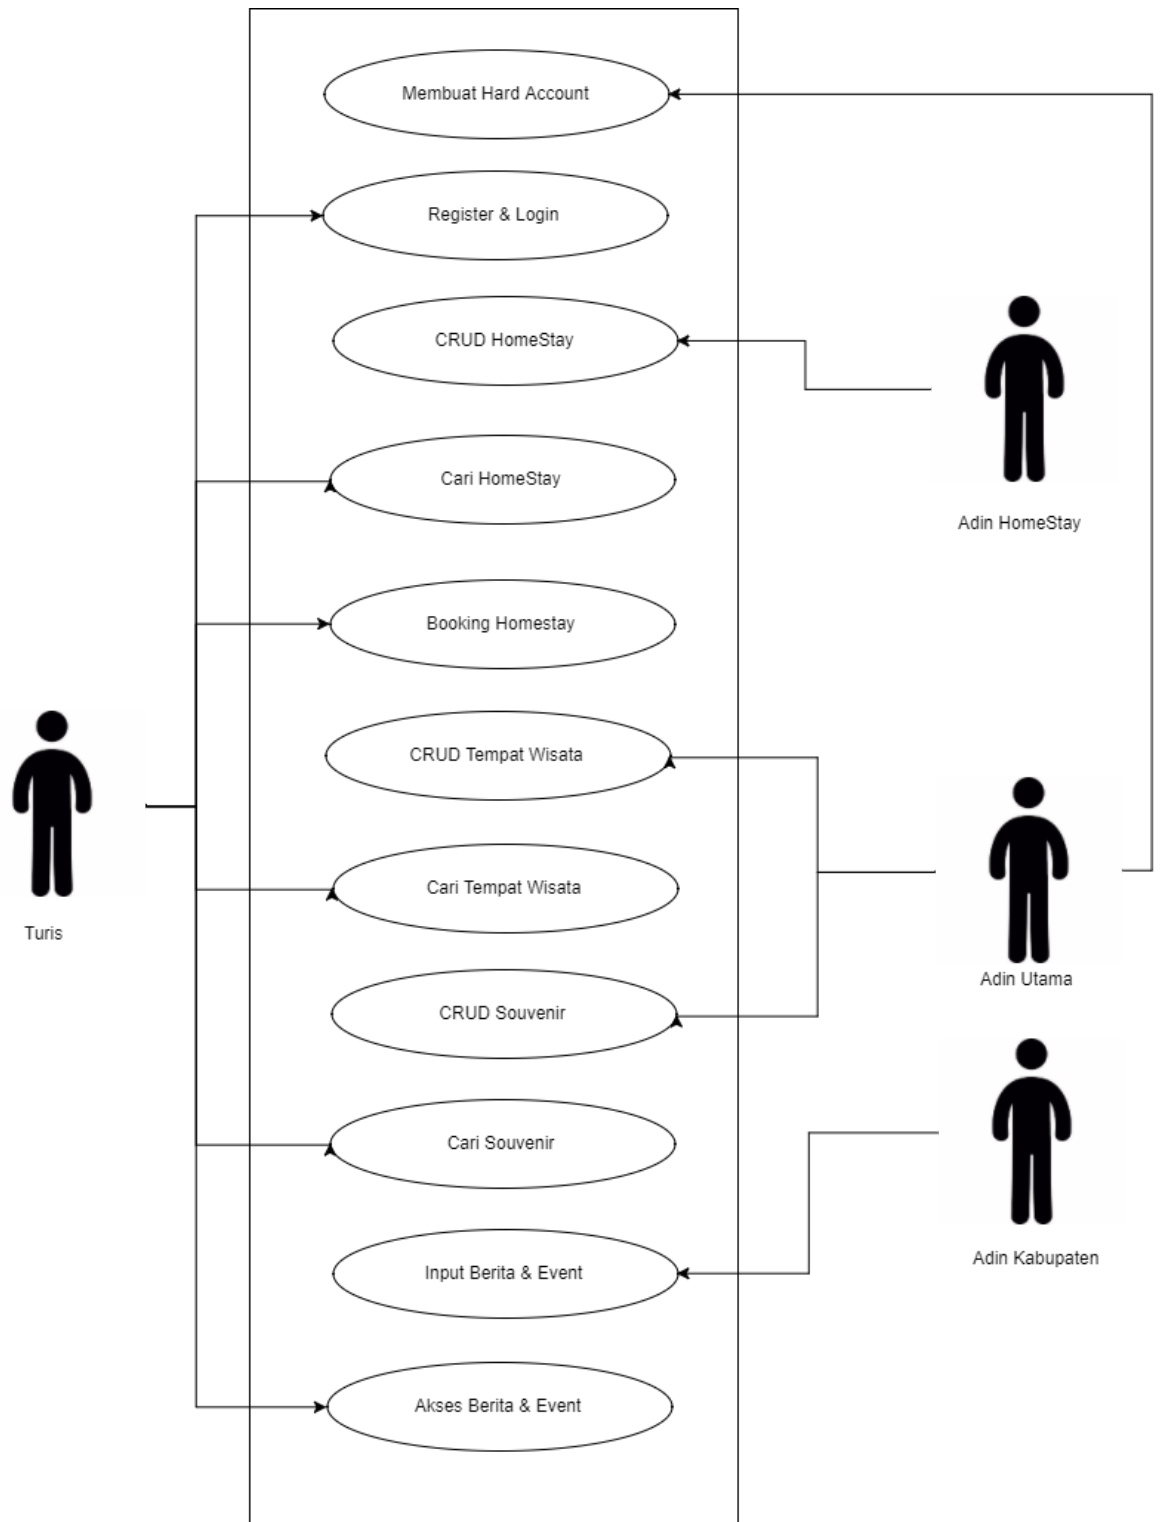 Membuat Hard Account
Register & Login
CRUD HomeStay
Cari HomeStay
Adin HomeStay
Booking Homestay
CRUD Tempat Wisata
Cari Tempat Wisata
Turis
Adin Utama
CRUD Souvenir
Cari Souvenir
Adin Kabupaten
Input Berita & Event
Akses Berita & Event